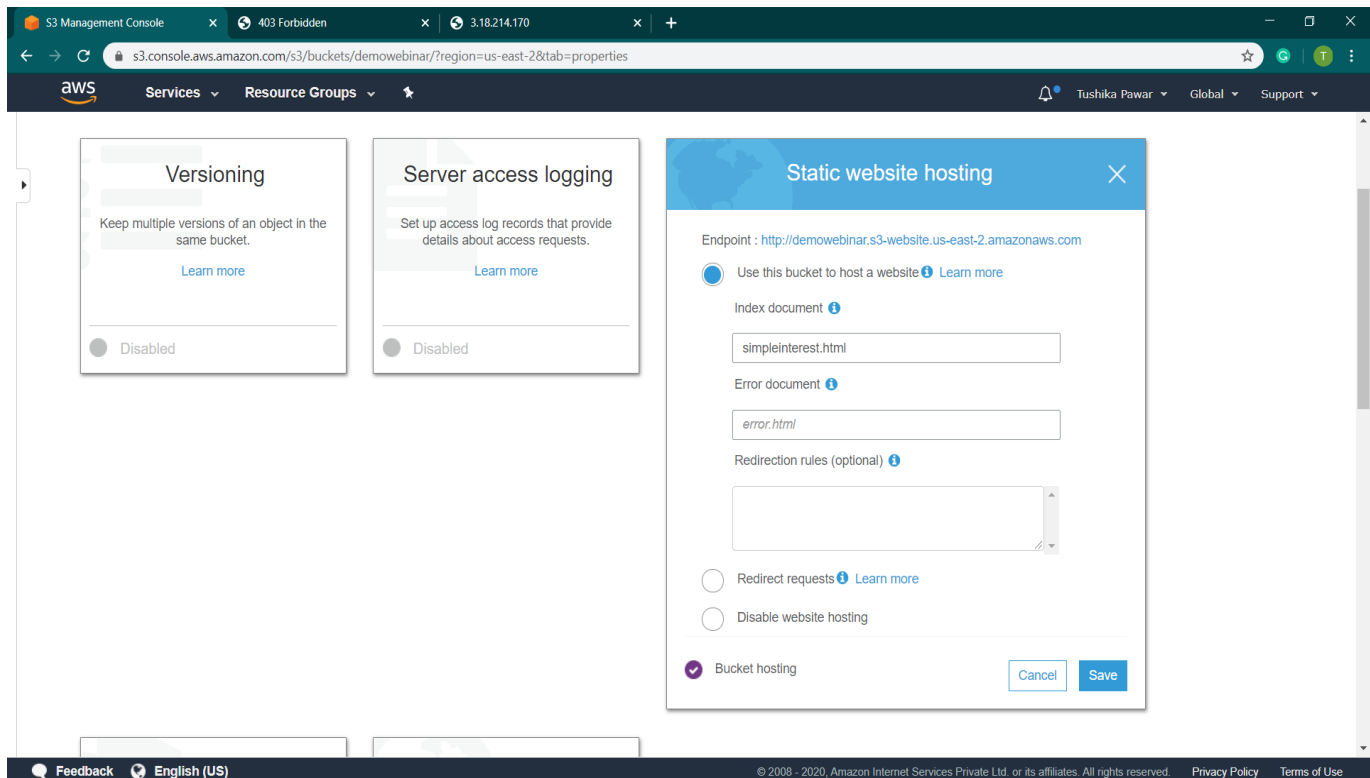 S3 Management Console
403 Forbidden
3.18.214.170
s3.console.aws.amazon.com/s3/buckets/demowebinar/?region=us-east-2&tab=properties
G
T
aws
Services
Resource Groups
Tushika Pawar
Global
Support
Versioning
Keep multiple versions of an object in the
same bucket.
Learn more
Disabled
Server access logging
Set up access log records that provide
details about access requests.
Learn more
Disabled
Static website hosting
Endpoint : http://demowebinar.s3-website.us-east-2.amazonaws.com
Use this bucket to host a website Learn more
Index document
simpleinterest.html
Error document
error.html
Redirection rules (optional)
Redirect requests Learn more
Disable website hosting
Bucket hosting
Cancel
Save
Feedback
English (US)
© 2008 - 2020, Amazon Internet Services Private Ltd. or its affiliates. All rights reserved.
Privacy Policy
Terms of Use